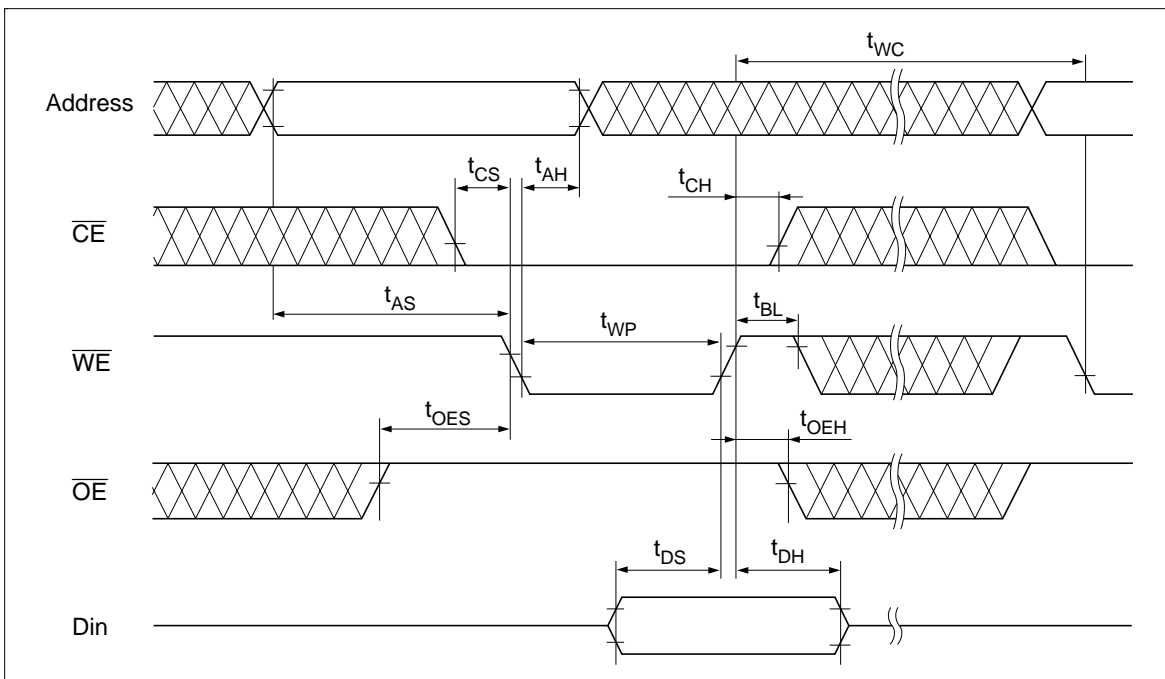 tWC
Address
tCS
tAH
tCH
CE
tAS
tBL
tWP
WE
tOES
tOEH
OE
tDS
tDH
Din